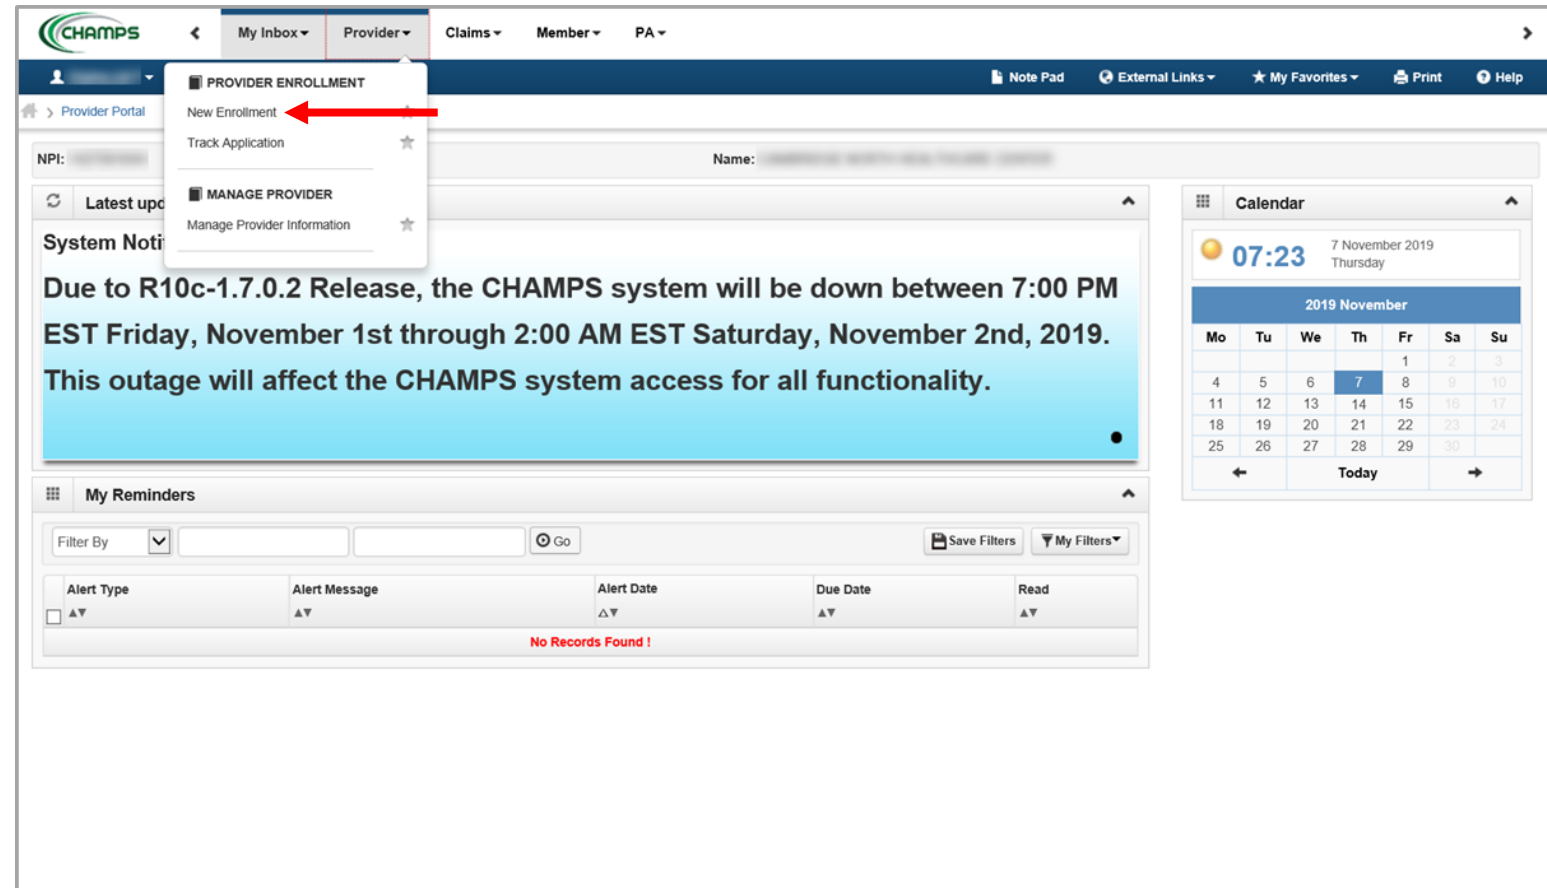 CHAMPS My Inbox Provider Claims Member PA
Note Pad External Links My Favorites Print Help
PROVIDER ENROLLMENT
New Enrollment
Track Application
MANAGE PROVIDER
Manage Provider Information
> Provider Portal
NPI: Name:
Latest upd
System Noti
Due to R10c-1.7.0.2 Release, the CHAMPS system will be down between 7:00 PM
EST Friday, November 1st through 2:00 AM EST Saturday, November 2nd, 2019.
This outage will affect the CHAMPS system access for all functionality.
Calendar
07:23
7 November 2019
Thursday
2019 November
Mo Tu We Th Fr Sa Su
1 2 3
4 5 6 7 8 9 10
11 12 13 14 15 16 17
18 19 20 21 22 23 24
25 26 27 28 29 30
Today
My Reminders
Filter By Go Save Filters My Filters
Alert Type Alert Message Alert Date Due Date Read
No Records Found !